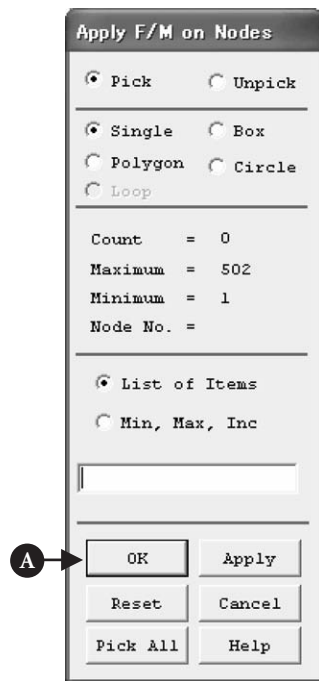 Apply F/M on Nodes
Pick Unpick
Single Box
Polygon Circle
Loop
Count = 0
Maximum = 502
Minimum = 1
Node No. =
List of Items
Min, Max, Inc
A OK Apply
Reset Cancel
Pick All Help